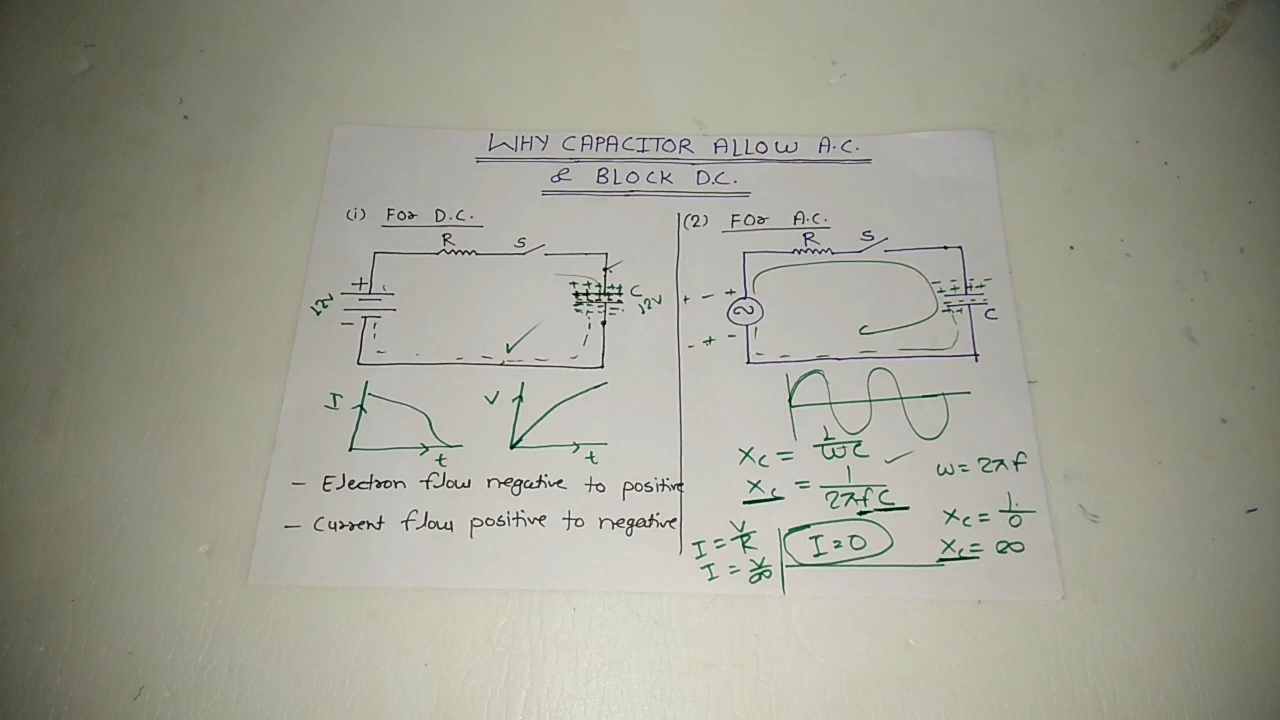 WHY CAPACITOR ALLOW A.C.
& BLOCK D.C.
(i) FOR D.C.
R
S
+
-
12V
+ + + + +
C
12V
I
t
V
t
- Electron flow negative to positive
- Current flow positive to negative
(2) FOR A.C.
R
S
+ - +
- + -
C
Xc = 1/ωC
Xc = 1/2πfC
ω = 2πf
Xc = 1/0
Xc = ∞
I = V/R
I = V/∞
I = 0